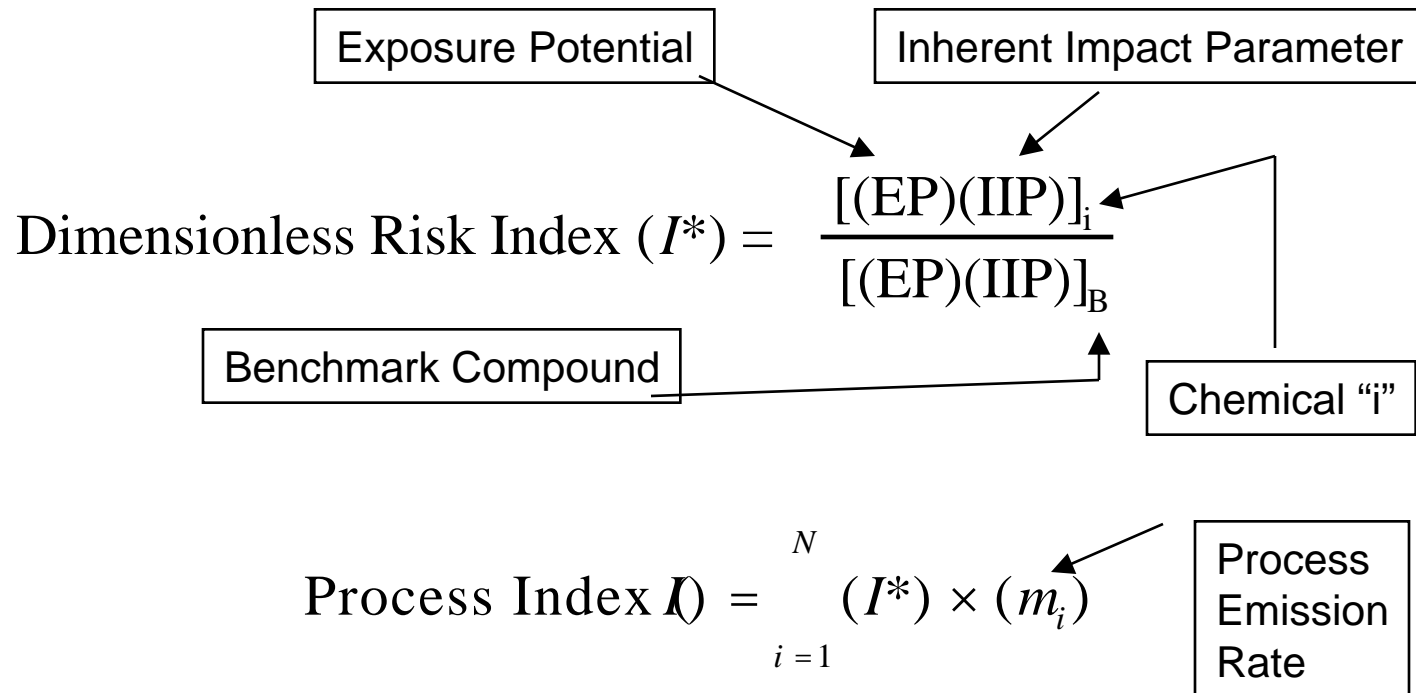 Exposure Potential
Inherent Impact Parameter
[(EP)(IIP)]i
Dimensionless Risk Index (I*) =
[(EP)(IIP)]B
Benchmark Compound
Chemical “i”
N
Process Index I() = (I*) × (mi)
i = 1
Process
Emission
Rate